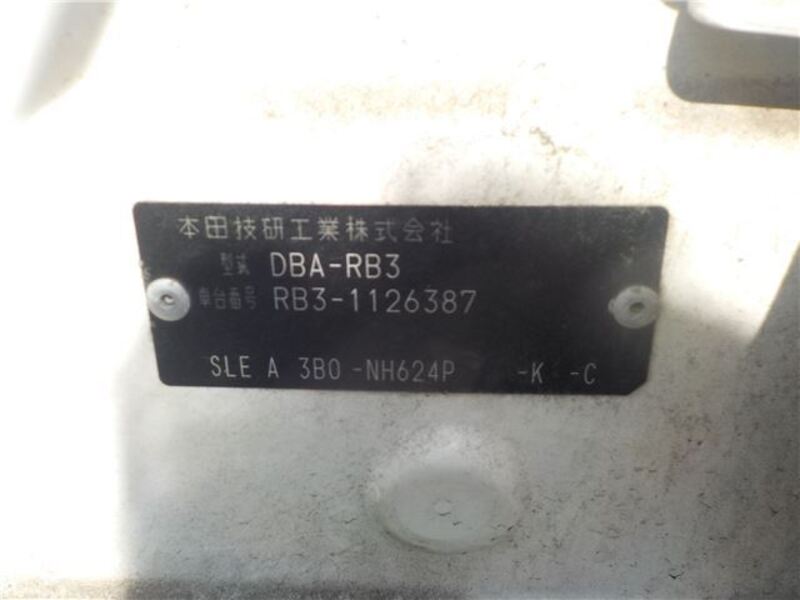 本田技研工業株式会社
型式 DBA-RB3
車台番号 RB3-1126387
SLE A 3B0 -NH624P -K -C